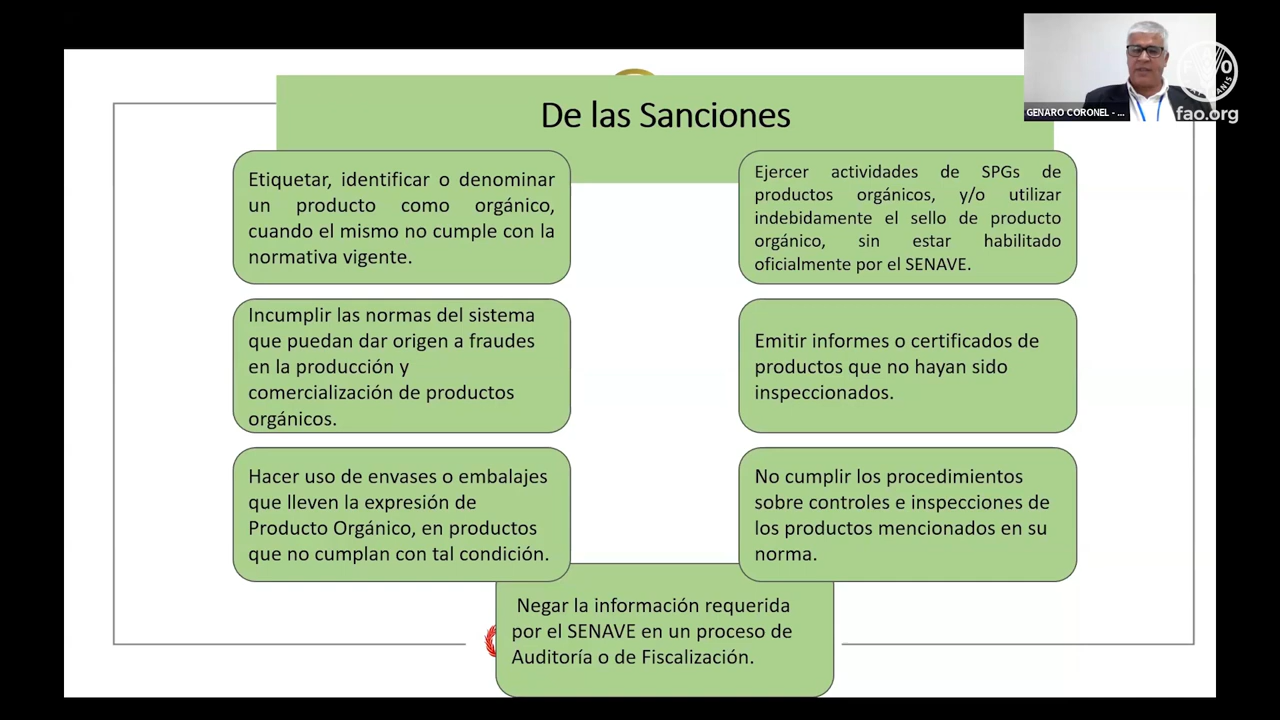 De las Sanciones
Etiquetar, identificar o denominar
un producto como orgánico,
cuando el mismo no cumple con la
normativa vigente.
Ejercer actividades de SPGs de
productos orgánicos, y/o utilizar
indebidamente el sello de producto
orgánico, sin estar habilitado
oficialmente por el SENAVE.
Incumplir las normas del sistema
que puedan dar origen a fraudes
en la producción y
comercialización de productos
orgánicos.
Emitir informes o certificados de
productos que no hayan sido
inspeccionados.
Hacer uso de envases o embalajes
que lleven la expresión de
Producto Orgánico, en productos
que no cumplan con tal condición.
No cumplir los procedimientos
sobre controles e inspecciones de
los productos mencionados en su
norma.
Negar la información requerida
por el SENAVE en un proceso de
Auditoría o de Fiscalización.
GENARO CORONEL - ...
fao.org